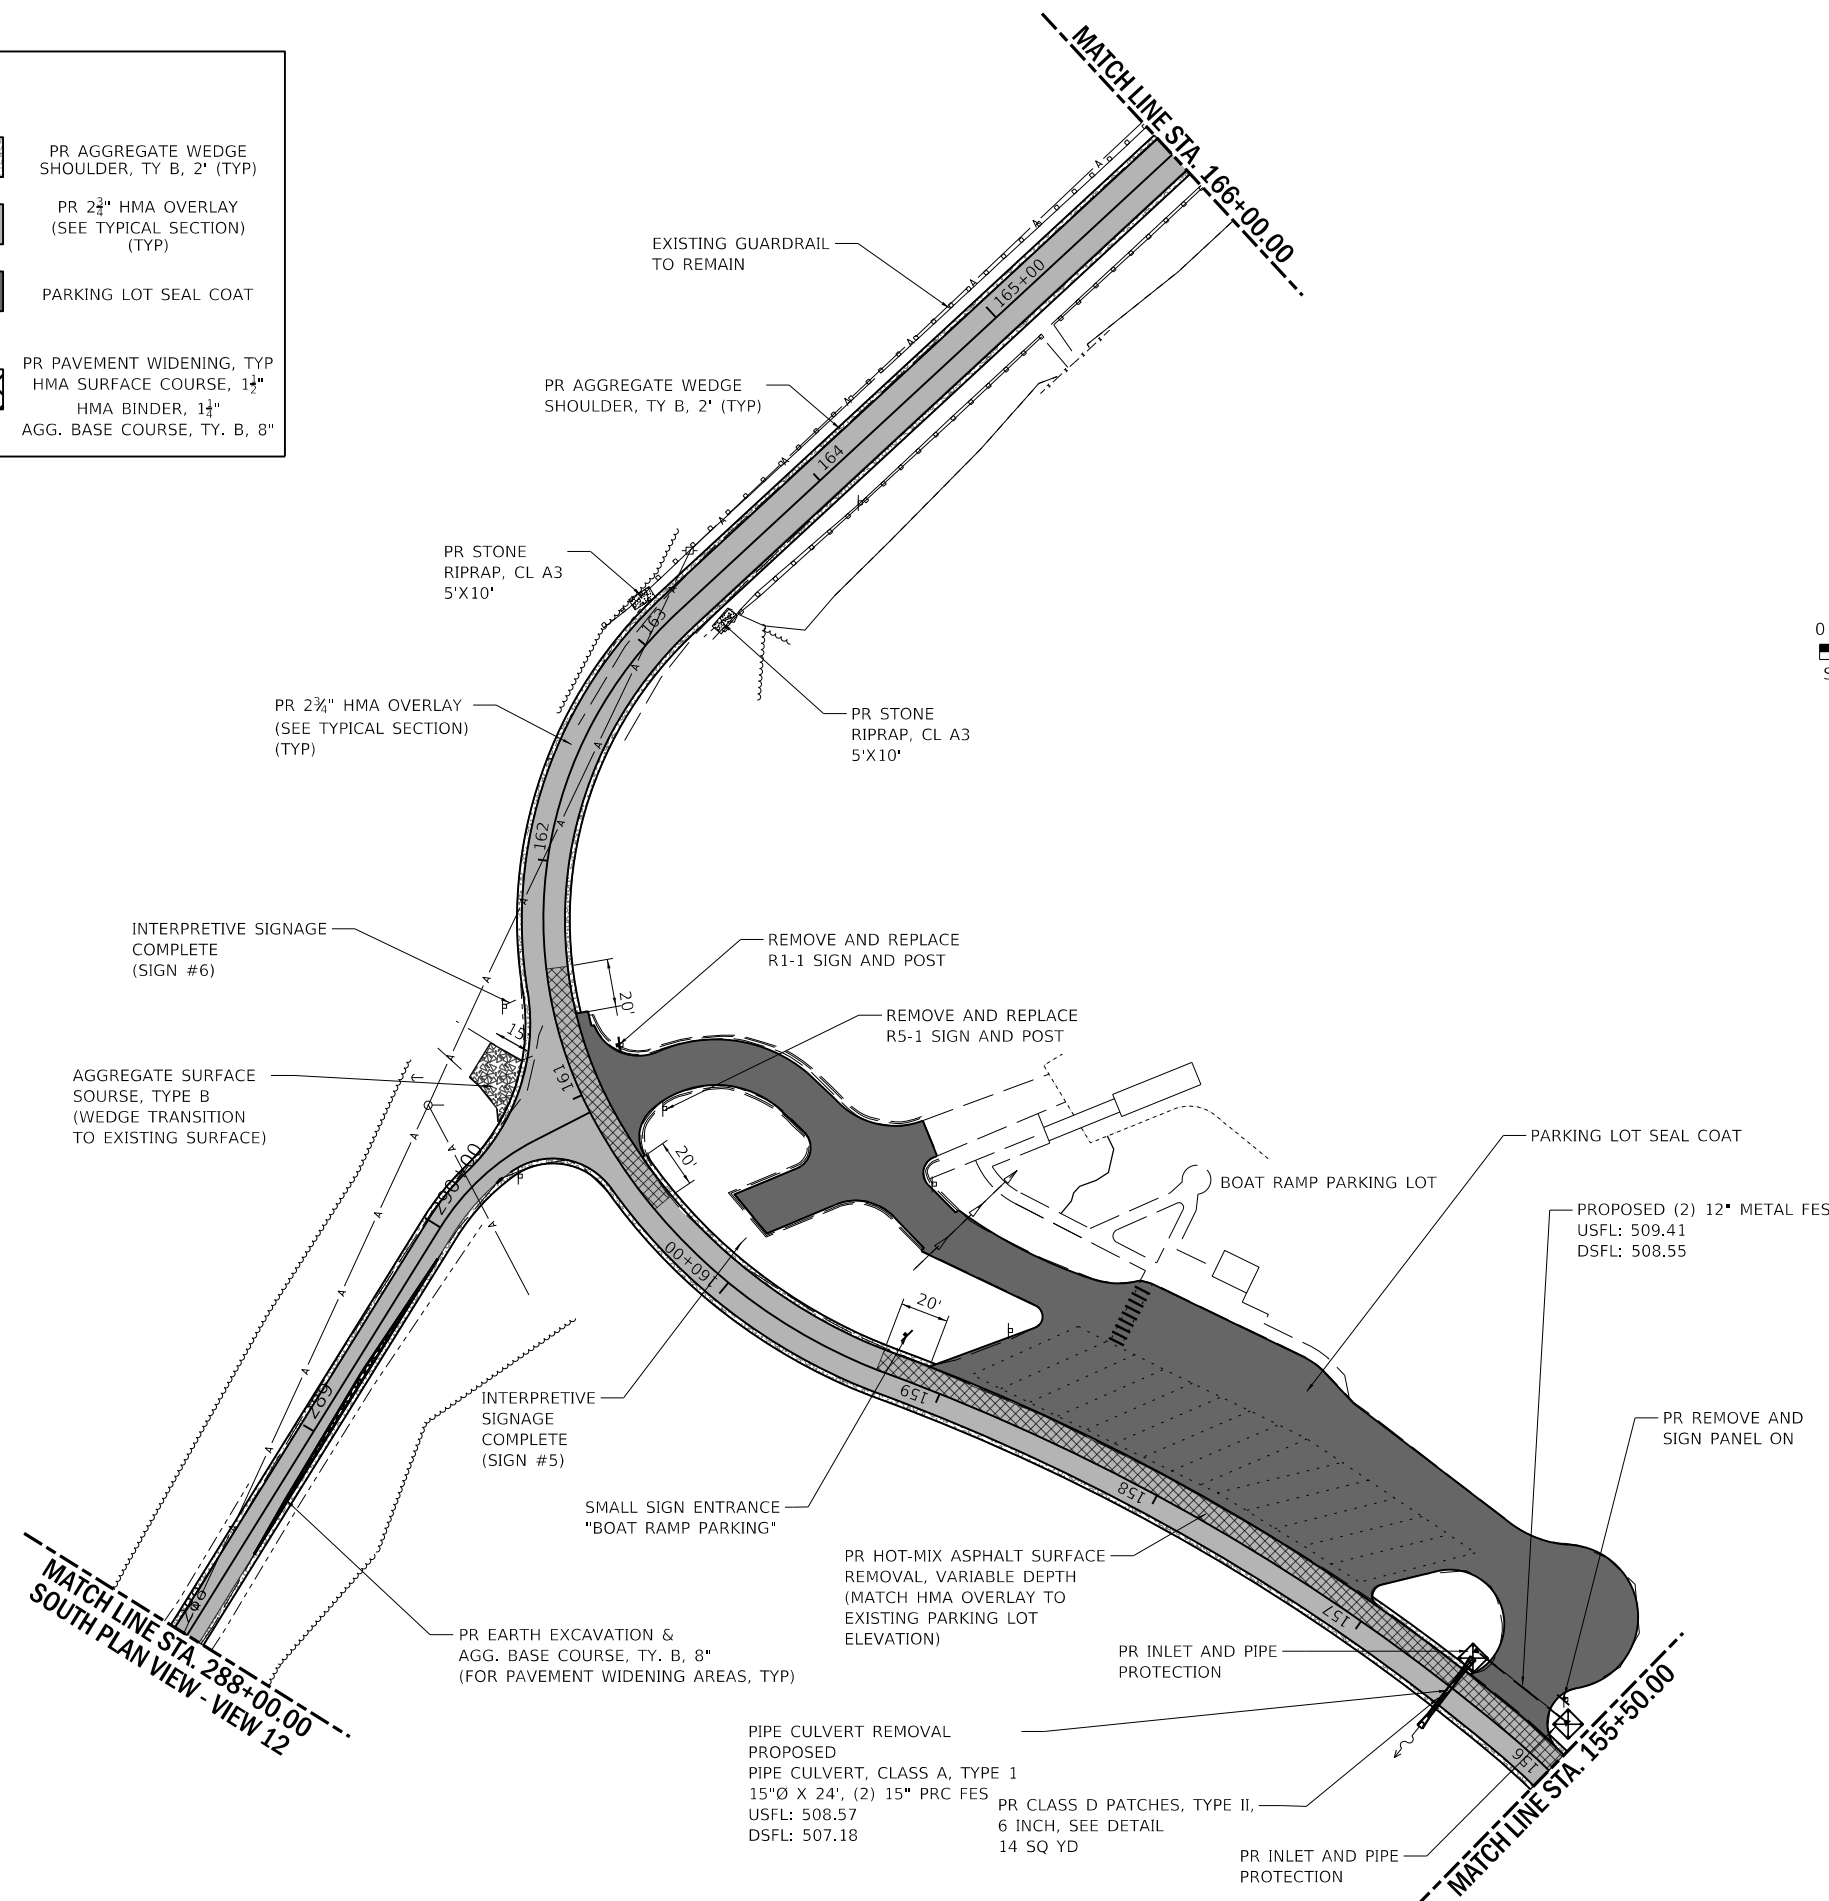 MATCH LINE STA. 166+00.00
PR AGGREGATE WEDGE
SHOULDER, TY B, 2' (TYP)
PR 2¾" HMA OVERLAY
(SEE TYPICAL SECTION)
(TYP)
PARKING LOT SEAL COAT
PR PAVEMENT WIDENING, TYP
HMA SURFACE COURSE, 1½"
HMA BINDER, 1¼"
AGG. BASE COURSE, TY. B, 8"
EXISTING GUARDRAIL
TO REMAIN
165+00
PR AGGREGATE WEDGE
SHOULDER, TY B, 2' (TYP)
164
PR STONE
RIPRAP, CL A3
5'X10'
163
0
S
PR 2¾" HMA OVERLAY
(SEE TYPICAL SECTION)
(TYP)
PR STONE
RIPRAP, CL A3
5'X10'
162
INTERPRETIVE SIGNAGE
COMPLETE
(SIGN #6)
REMOVE AND REPLACE
R1-1 SIGN AND POST
20'
REMOVE AND REPLACE
R5-1 SIGN AND POST
15'
AGGREGATE SURFACE
SOURSE, TYPE B
(WEDGE TRANSITION
TO EXISTING SURFACE)
161
PARKING LOT SEAL COAT
20'
290+00
BOAT RAMP PARKING LOT
PROPOSED (2) 12" METAL FES
USFL: 509.41
DSFL: 508.55
160+00
20'
289
INTERPRETIVE
SIGNAGE
COMPLETE
(SIGN #5)
159
PR REMOVE AND
SIGN PANEL ON
SMALL SIGN ENTRANCE
"BOAT RAMP PARKING"
158
PR HOT-MIX ASPHALT SURFACE
REMOVAL, VARIABLE DEPTH
(MATCH HMA OVERLAY TO
EXISTING PARKING LOT
ELEVATION)
157
288
MATCH LINE STA. 288+00.00
SOUTH PLAN VIEW - VIEW 12
PR EARTH EXCAVATION &
AGG. BASE COURSE, TY. B, 8"
(FOR PAVEMENT WIDENING AREAS, TYP)
PR INLET AND PIPE
PROTECTION
PIPE CULVERT REMOVAL
PROPOSED
PIPE CULVERT, CLASS A, TYPE 1
15"Ø X 24', (2) 15" PRC FES
USFL: 508.57
DSFL: 507.18
PR CLASS D PATCHES, TYPE II,
6 INCH, SEE DETAIL
14 SQ YD
156
PR INLET AND PIPE
PROTECTION
MATCH LINE STA. 155+50.00